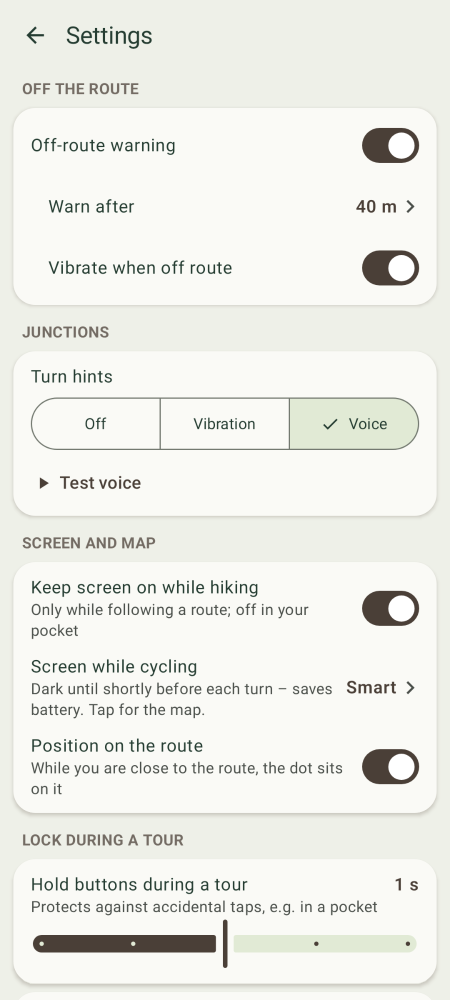 Settings
OFF THE ROUTE
Off-route warning
Warn after
40 m
Vibrate when off route
JUNCTIONS
Turn hints
Off
Vibration
Voice
Test voice
SCREEN AND MAP
Keep screen on while hiking
Only while following a route; off in your
pocket
Screen while cycling
Dark until shortly before each turn – saves
battery. Tap for the map.
Smart
Position on the route
While you are close to the route, the dot sits
on it
LOCK DURING A TOUR
Hold buttons during a tour
1 s
Protects against accidental taps, e.g. in a pocket